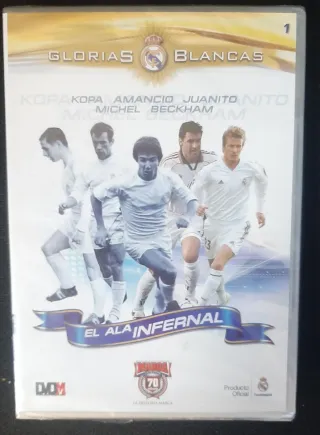 1
GLORIAS BLANCAS
KOPA AMANCIO JUANITO
MICHEL BECKHAM
EL ALA INFERNAL
70
DVD
Producto
Oficial